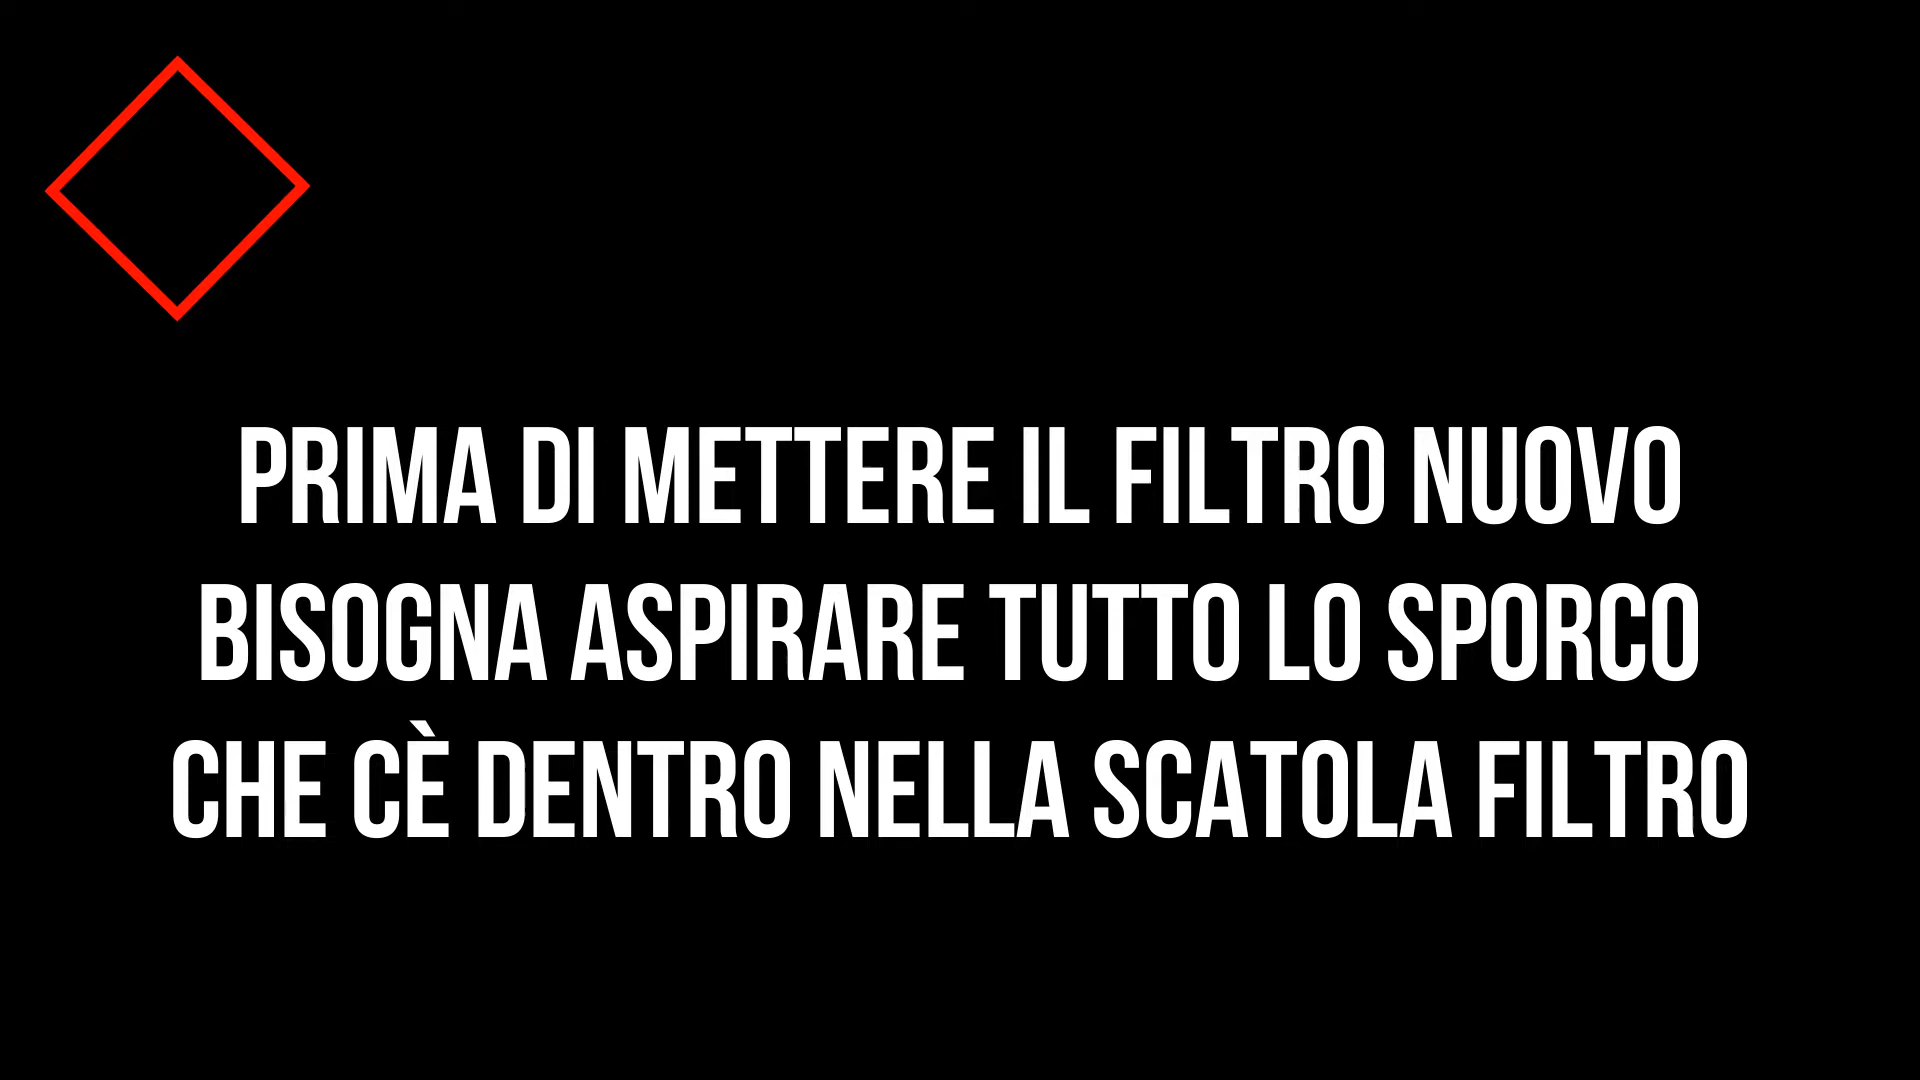 PRIMA DI METTERE IL FILTRO NUOVO
BISOGNA ASPIRARE TUTTO LO SPORCO
CHE CÈ DENTRO NELLA SCATOLA FILTRO